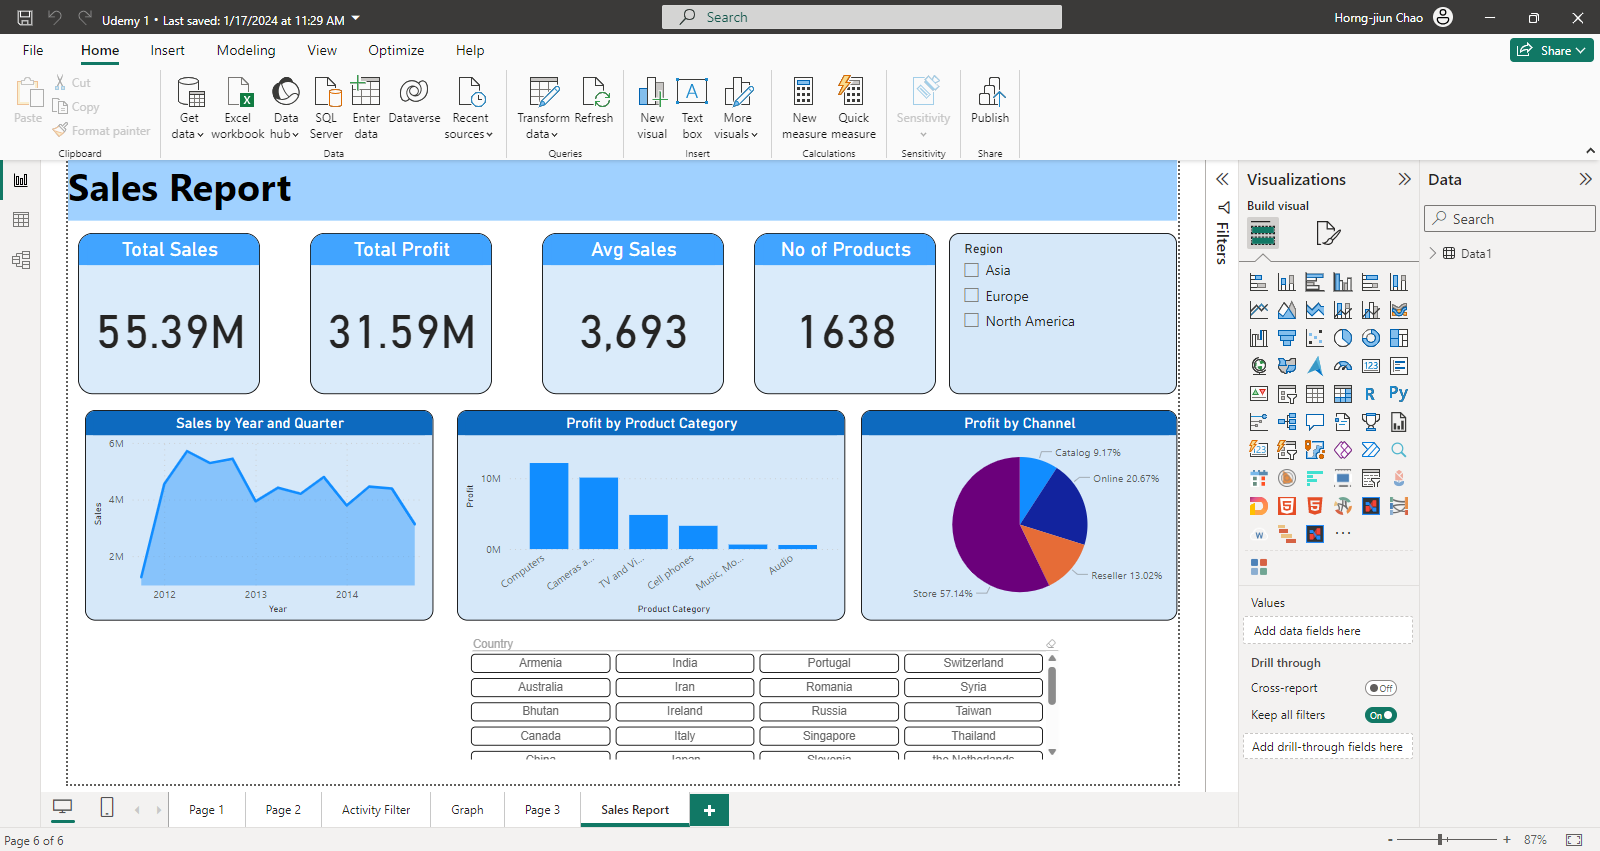 Udemy 1 • Last saved: 1/17/2024 at 11:29 AM
Search
Horng-jiun Chao
File Home Insert Modeling View Optimize Help
Share
Paste
Cut
Copy
Format painter
Clipboard
Get data
Excel workbook
Data hub
SQL Server
Enter data
Dataverse
Recent sources
Data
Transform data
Refresh
Queries
New visual
Text box
More visuals
Insert
New measure
Quick measure
Calculations
Sensitivity
Sensitivity
Publish
Share
Sales Report
Total Sales
55.39M
Total Profit
31.59M
Avg Sales
3,693
No of Products
1638
Region
Asia
Europe
North America
Sales by Year and Quarter
6M
4M
2M
Sales
2012 2013 2014
Year
Profit by Product Category
10M
0M
Profit
Computers
Cameras a...
TV and Vi...
Cell phones
Music, Mo...
Audio
Product Category
Profit by Channel
Catalog 9.17%
Online 20.67%
Reseller 13.02%
Store 57.14%
Country
Armenia India Portugal Switzerland
Australia Iran Romania Syria
Bhutan Ireland Russia Taiwan
Canada Italy Singapore Thailand
China Japan Slovenia the Netherlands
Filters
Visualizations
Build visual
R
Py
123
Values
Add data fields here
Drill through
Cross-report
Off
Keep all filters
On
Add drill-through fields here
Data
Search
Data1
Page 1
Page 2
Activity Filter
Graph
Page 3
Sales Report
+
Page 6 of 6
- + 87%